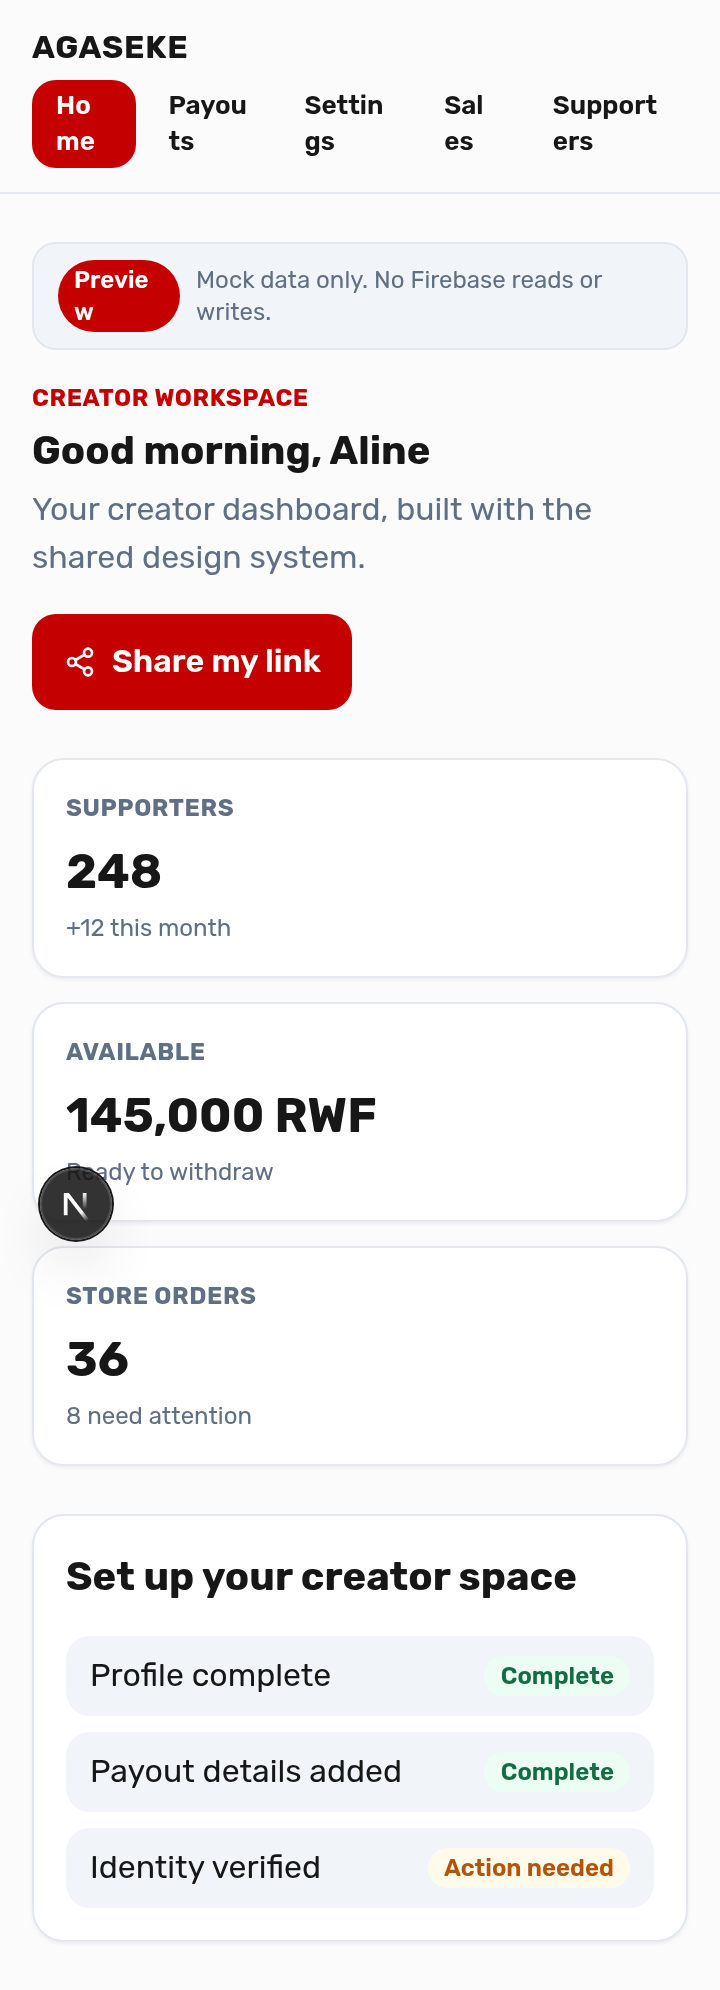 AGASEKE
Ho
me
Payou
ts
Settin
gs
Sal
es
Support
ers
Previe
w
Mock data only. No Firebase reads or
writes.
CREATOR WORKSPACE
Good morning, Aline
Your creator dashboard, built with the
shared design system.
Share my link
SUPPORTERS
248
+12 this month
AVAILABLE
145,000 RWF
Ready to withdraw
N
STORE ORDERS
36
8 need attention
Set up your creator space
Profile complete
Complete
Payout details added
Complete
Identity verified
Action needed